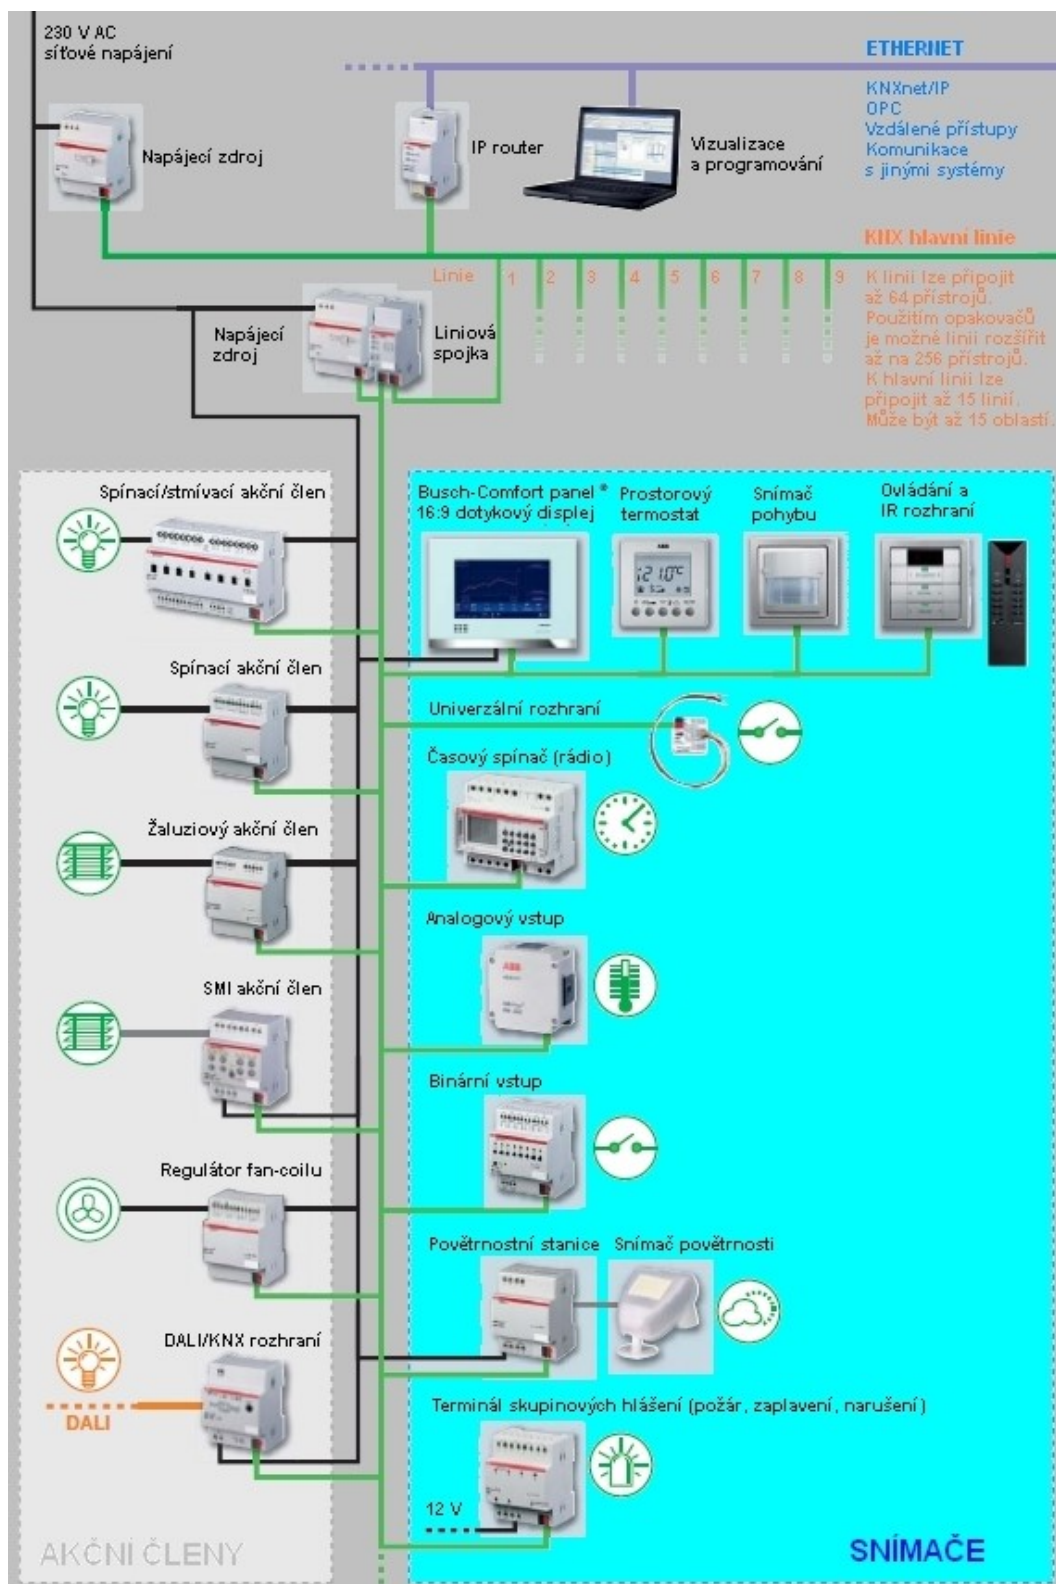 230 V AC
síťové napájení
ETHERNET
KNXnet/IP
OPC
Vzdálené přístupy
Komunikace
s jinými systémy
Napájecí zdroj
IP router
Vizualizace
a programování
KNX hlavní linie
Linie 1 2 3 4 5 6 7 8 9
K linii lze připojit
až 64 přístrojů.
Použitím opakovačů
je možné linii rozšířit
až na 256 přístrojů.
K hlavní linii lze
připojit až 15 linií.
Může být až 15 oblastí.
Napájecí
zdroj
Liniová
spojka
Spínací/stmívací akční člen
Spínací akční člen
Žaluziový akční člen
SMI akční člen
Regulátor fan-coilu
DALI/KNX rozhraní
DALI
AKČNÍ ČLENY
Busch-Comfort panel ®
16:9 dotykový displej
Prostorový
termostat
Snímač
pohybu
Ovládání a
IR rozhraní
ABB
Univerzální rozhraní
Časový spínač (rádio)
Analogový vstup
ABB
Binární vstup
Povětrnostní stanice
Snímač povětrnosti
Terminál skupinových hlášení (požár, zaplavení, narušení)
12 V
SNÍMAČE